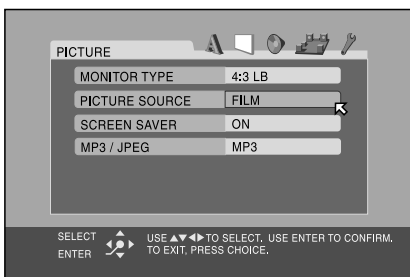 PICTURE
MONITOR TYPE 4:3 LB
PICTURE SOURCE FILM
SCREEN SAVER ON
MP3 / JPEG MP3
SELECT
ENTER
USE ▲▼◀▶ TO SELECT. USE ENTER TO CONFIRM.
TO EXIT, PRESS CHOICE.